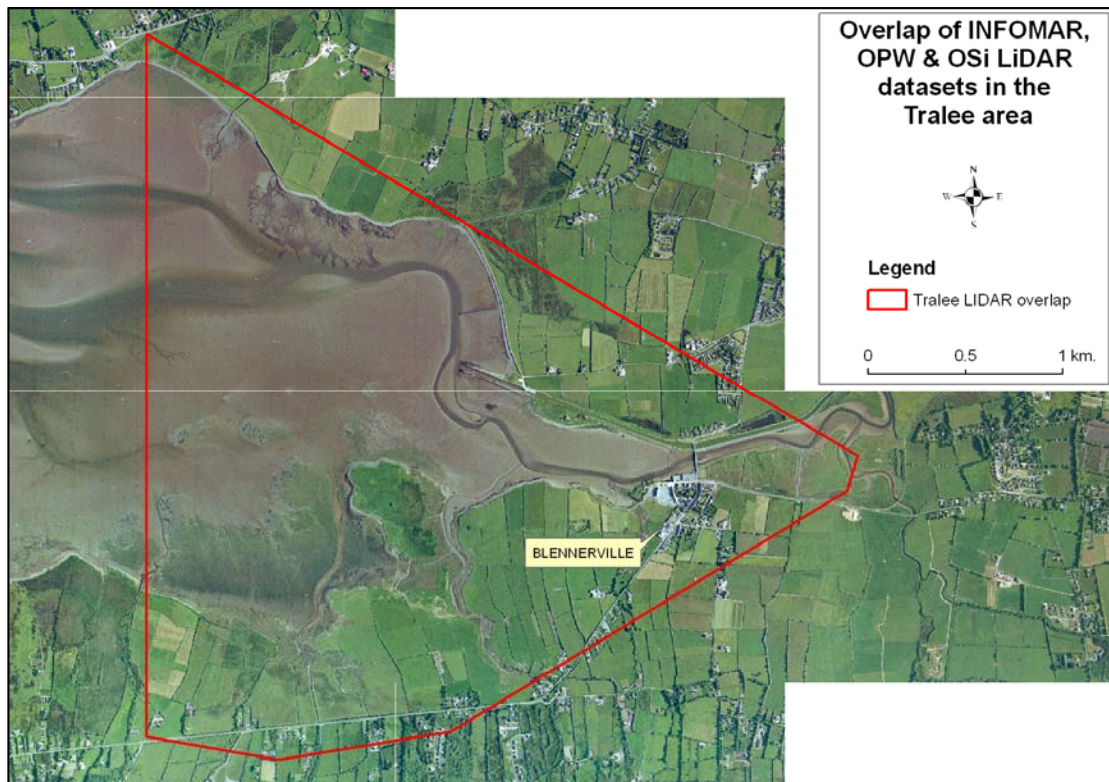 Overlap of INFOMAR,
OPW & OSi LiDAR
datasets in the
Tralee area
N
W E
S
Legend
Tralee LIDAR overlap
0 0.5 1 km.
BLENNERVILLE